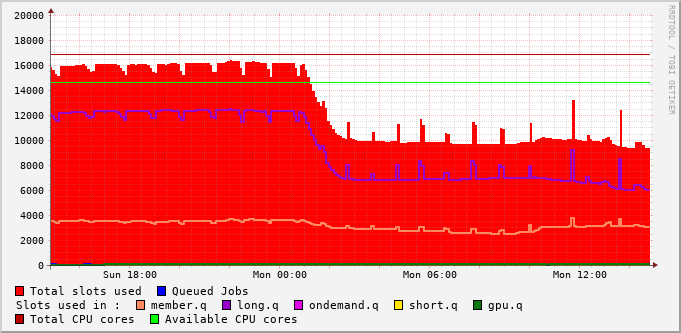 20000
18000
16000
14000
12000
10000
8000
6000
4000
2000
0
Sun 18:00 Mon 00:00 Mon 06:00 Mon 12:00
RRDTOOL / TOBI OETIKER
Total slots used Queued Jobs
Slots used in : member.q long.q ondemand.q short.q gpu.q
Total CPU cores Available CPU cores